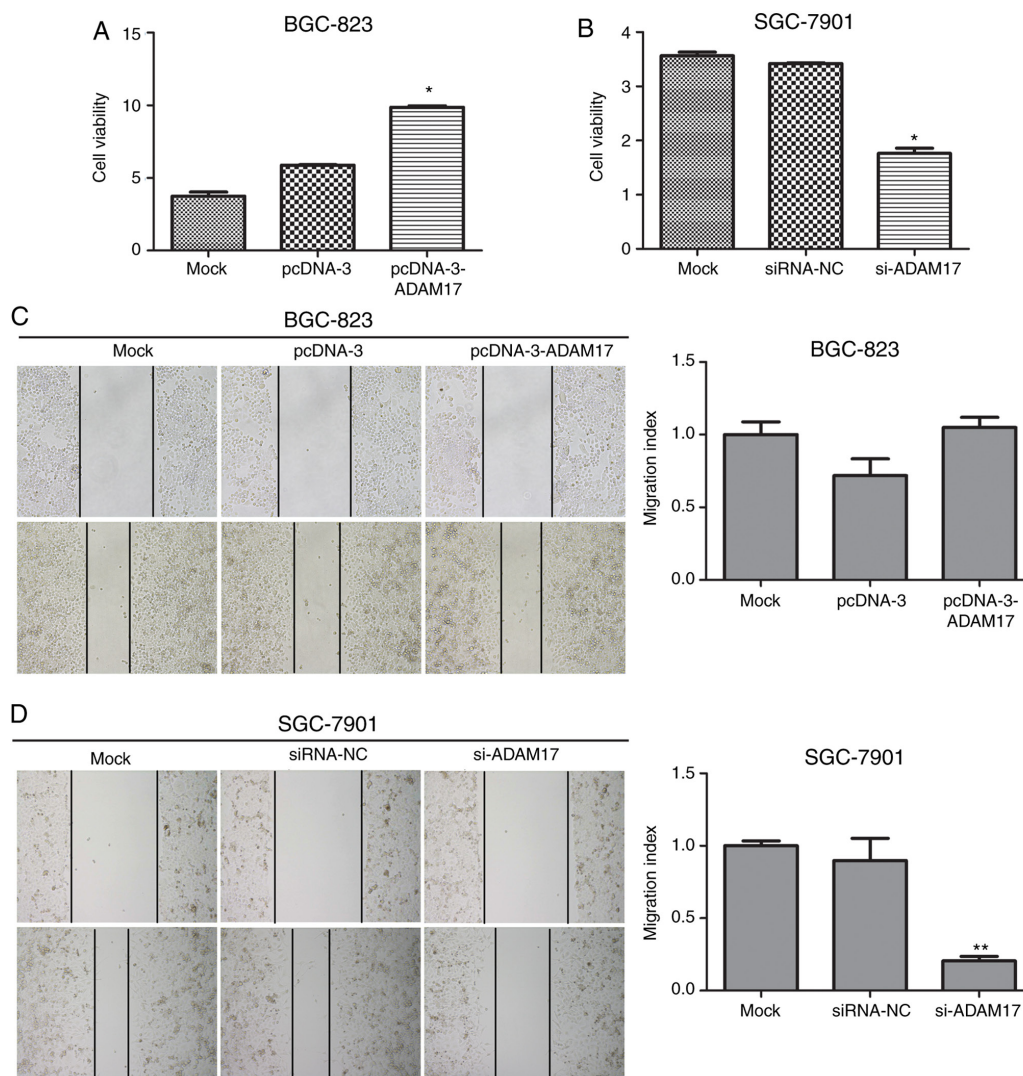 A
BGC-823
15
10
5
0
Cell viability
*
Mock
pcDNA-3
pcDNA-3-
ADAM17
B
SGC-7901
4
3
2
1
0
Cell viability
*
Mock
siRNA-NC
si-ADAM17
C
BGC-823
Mock
pcDNA-3
pcDNA-3-ADAM17
BGC-823
1.5
1.0
0.5
0.0
Migration index
Mock
pcDNA-3
pcDNA-3-
ADAM17
D
SGC-7901
Mock
siRNA-NC
si-ADAM17
SGC-7901
1.5
1.0
0.5
0.0
Migration index
**
Mock
siRNA-NC
si-ADAM17